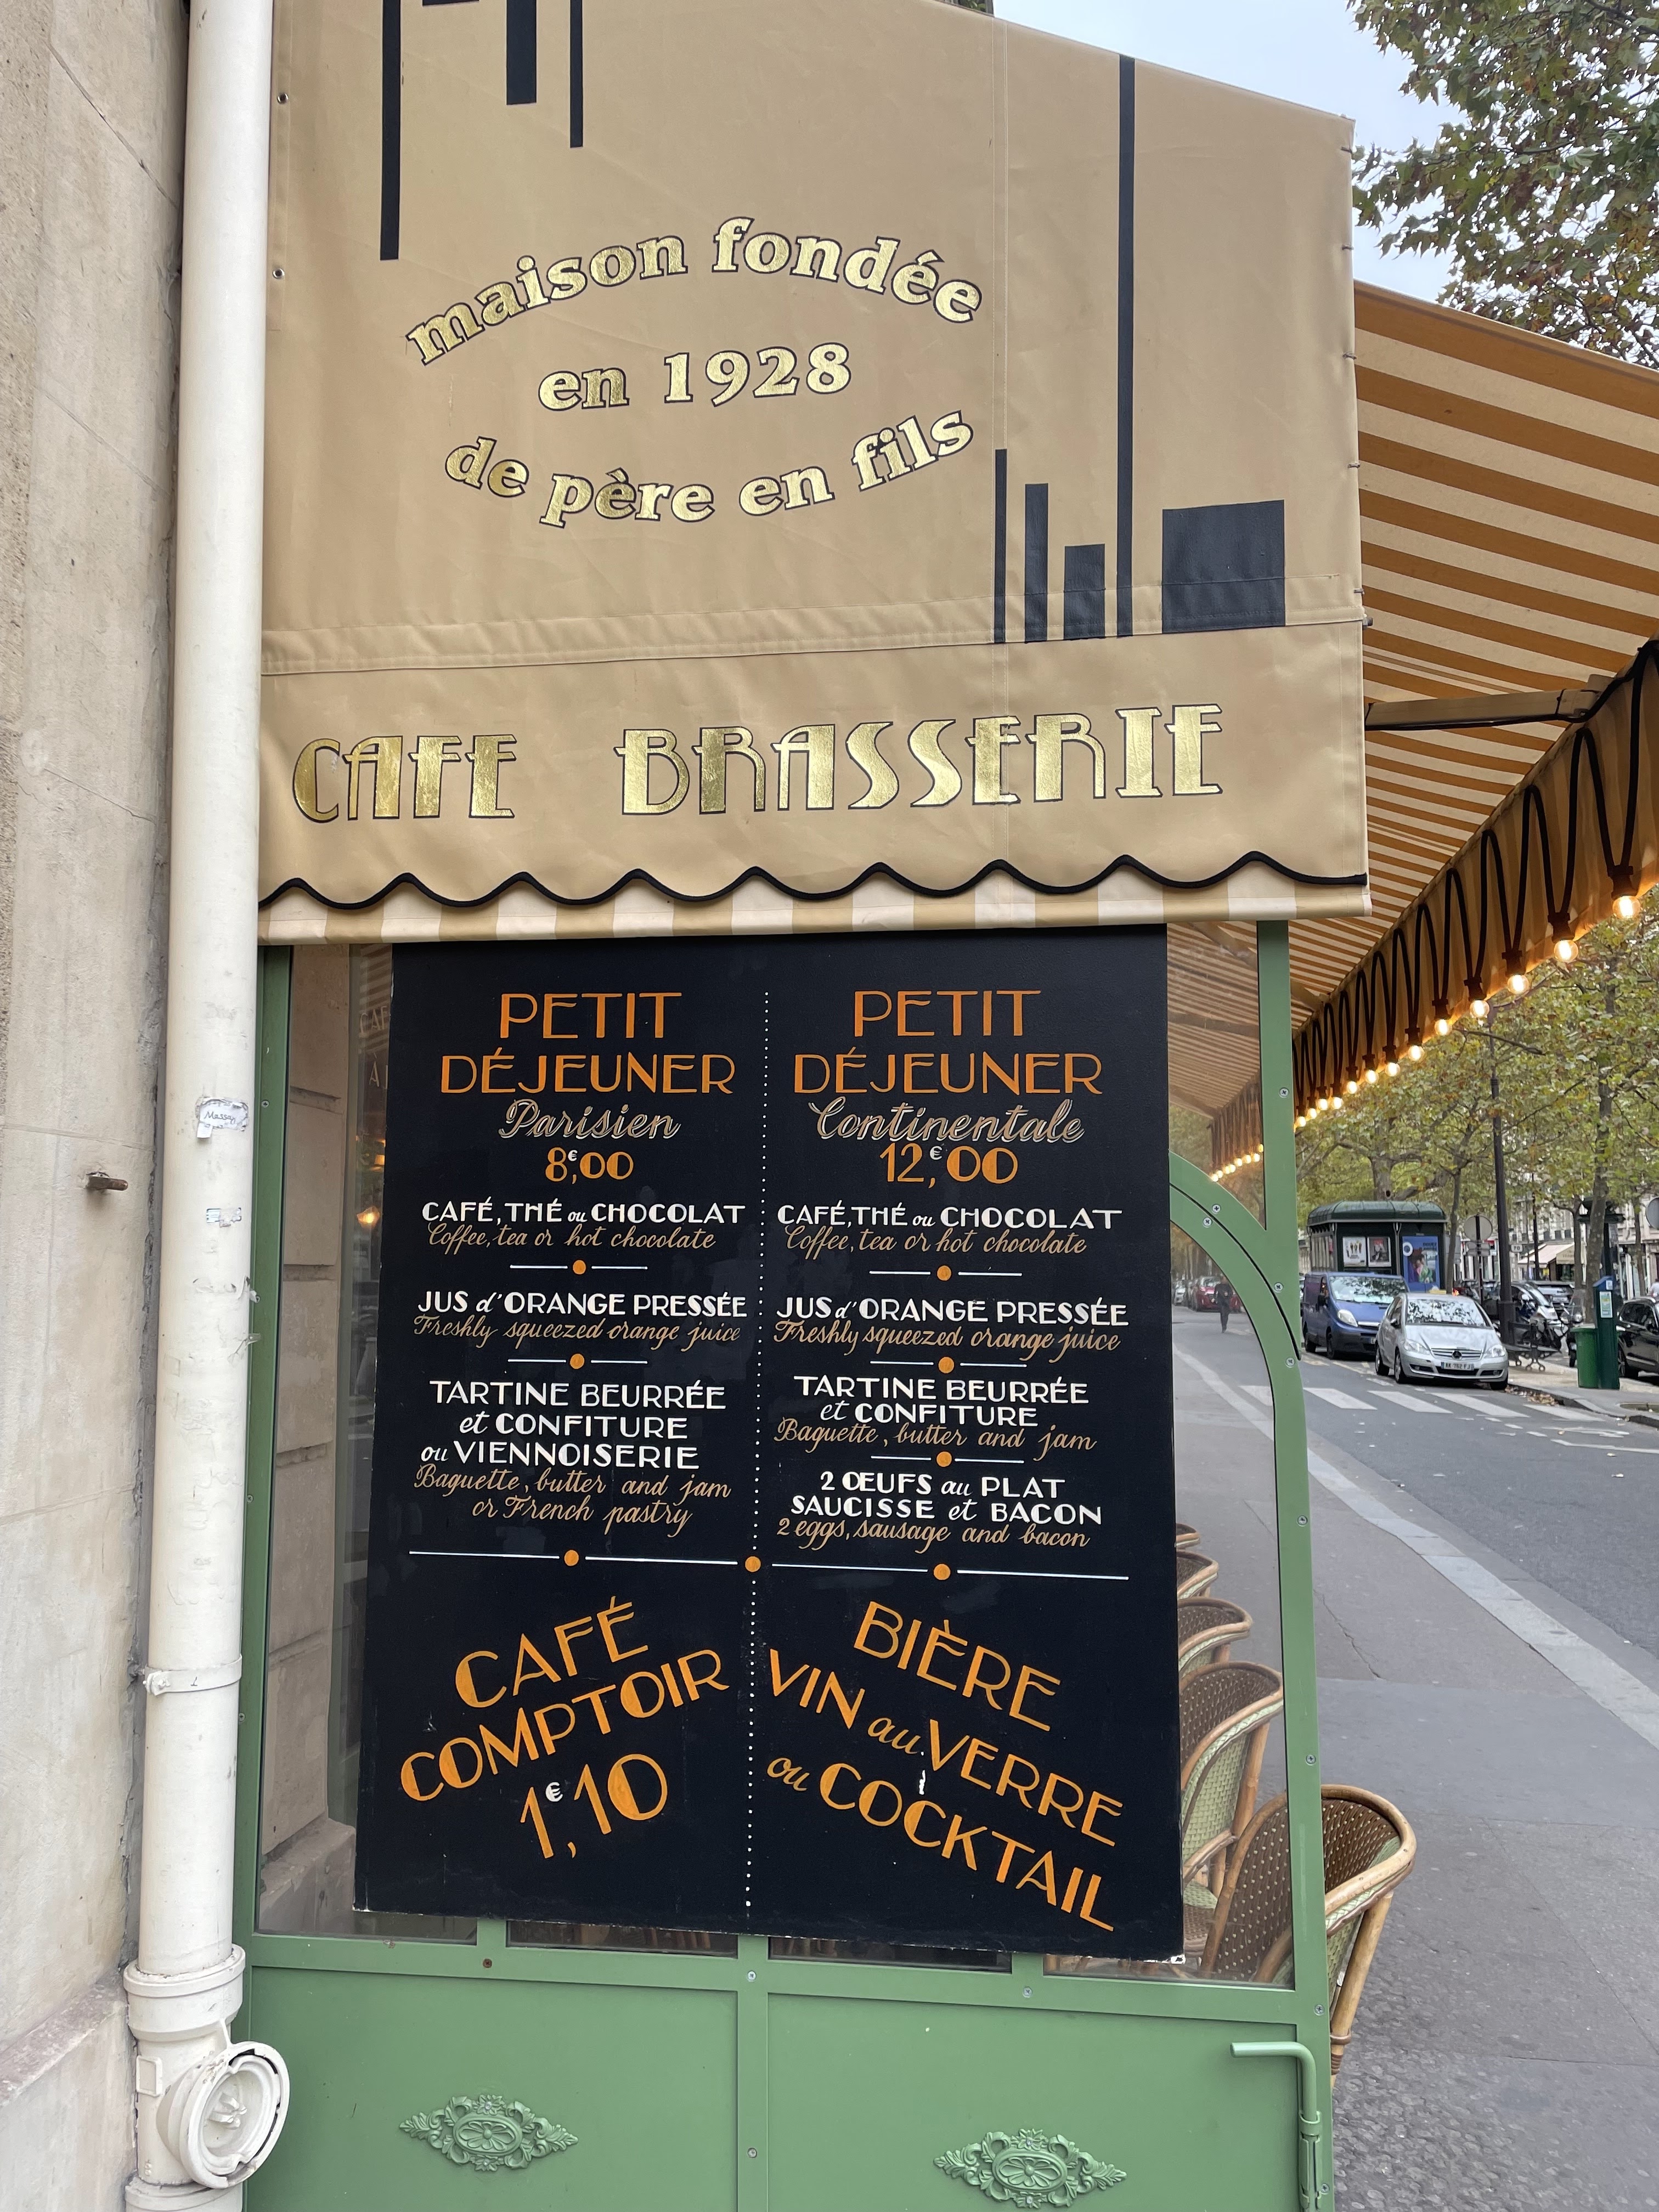 maison fondée
en 1928
de père en fils
CAFE BRASSERIE
PETIT
DÉJEUNER
Parisien
8,€00
CAFÉ, THÉ ou CHOCOLAT
Coffee, tea or hot chocolate
JUS d'ORANGE PRESSÉE
Freshly squeezed orange juice
TARTINE BEURRÉE
et CONFITURE
ou VIENNOISERIE
Baguette, butter and jam
or French pastry
PETIT
DÉJEUNER
Continentale
12,€00
CAFÉ, THÉ ou CHOCOLAT
Coffee, tea or hot chocolate
JUS d'ORANGE PRESSÉE
Freshly squeezed orange juice
TARTINE BEURRÉE
et CONFITURE
Baguette, butter and jam
2 ŒUFS au PLAT
SAUCISSE et BACON
2 eggs, sausage and bacon
CAFÉ
COMPTOIR
1,€10
BIÈRE
VIN au VERRE
ou COCKTAIL